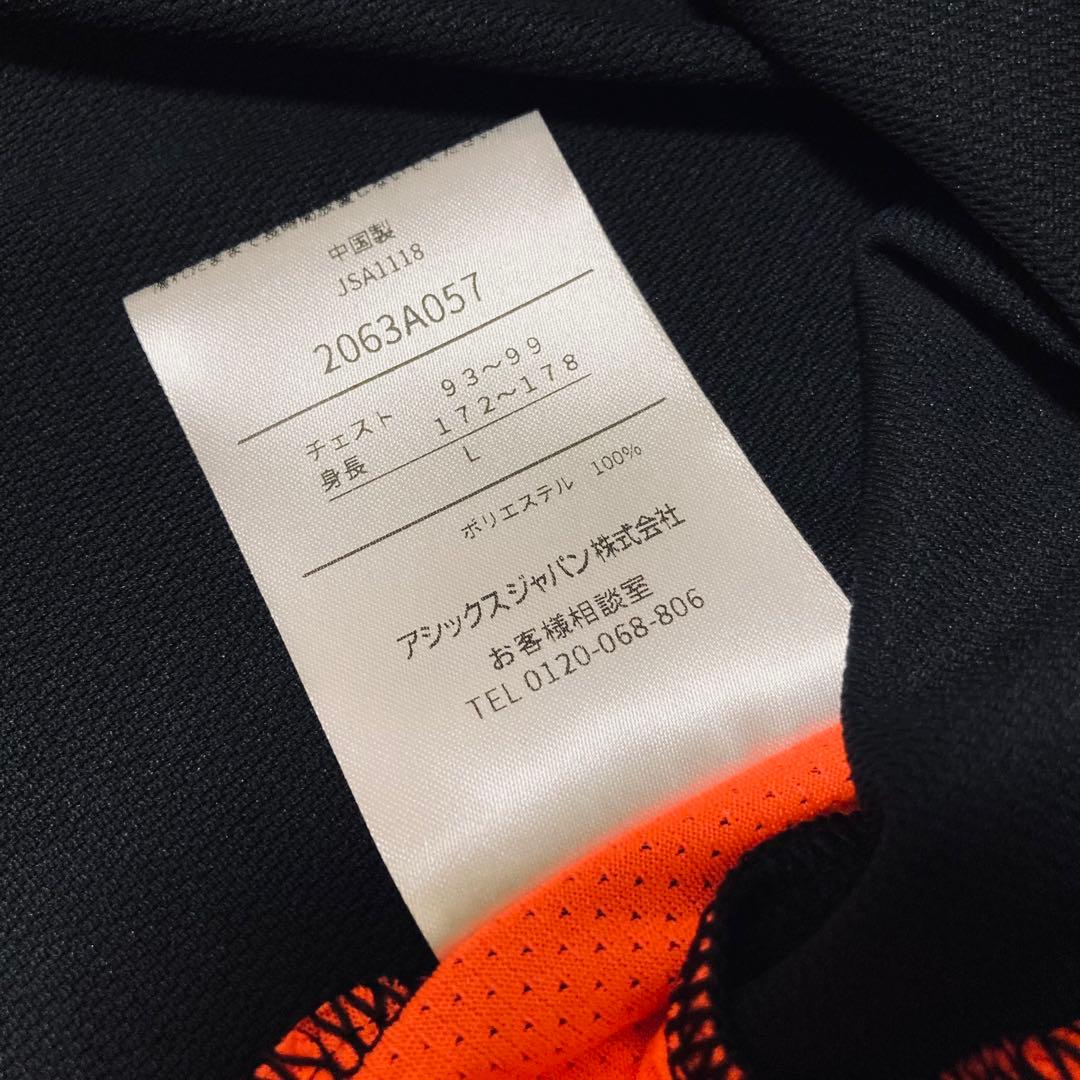 中国製
JSA1118
2063A057
チェスト 93〜99
身長 172〜178
L
ポリエステル 100%
アシックスジャパン株式会社
お客様相談室
TEL 0120-068-806